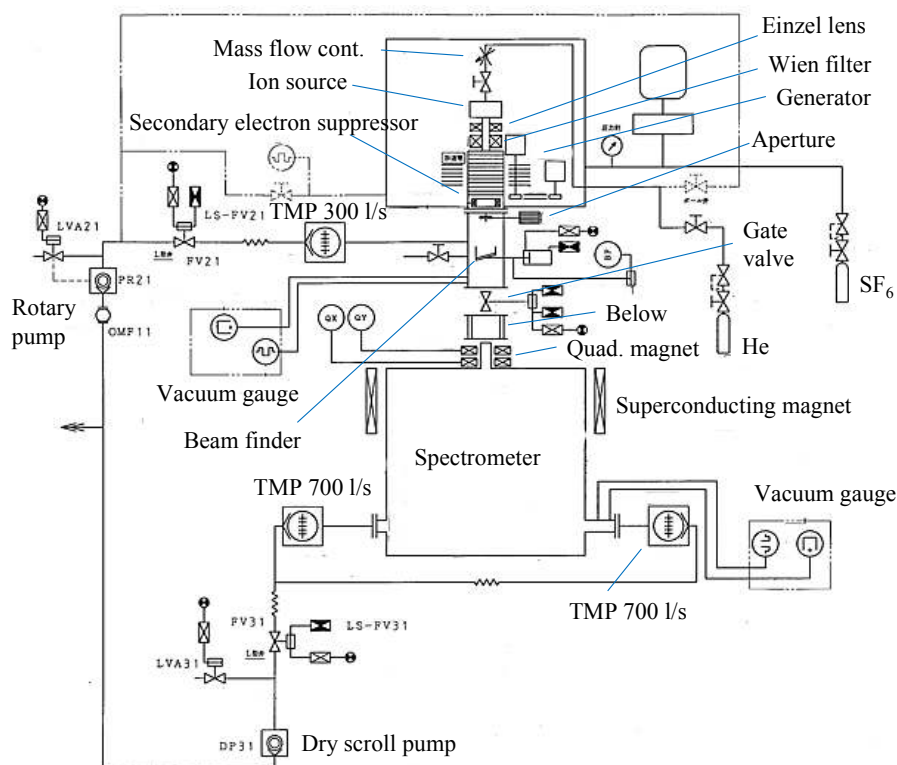 Mass flow cont.
Einzel lens
Ion source
Wien filter
Generator
Secondary electron suppressor
Aperture
LVA21
LS-FV21
TMP 300 l/s
FV21
Gate
valve
PR21
SF6
Rotary
pump
OMF11
QX
QY
Below
He
Quad. magnet
Vacuum gauge
Superconducting magnet
Beam finder
Spectrometer
TMP 700 l/s
Vacuum gauge
TMP 700 l/s
FV31
LS-FV31
LVA31
DP31
Dry scroll pump